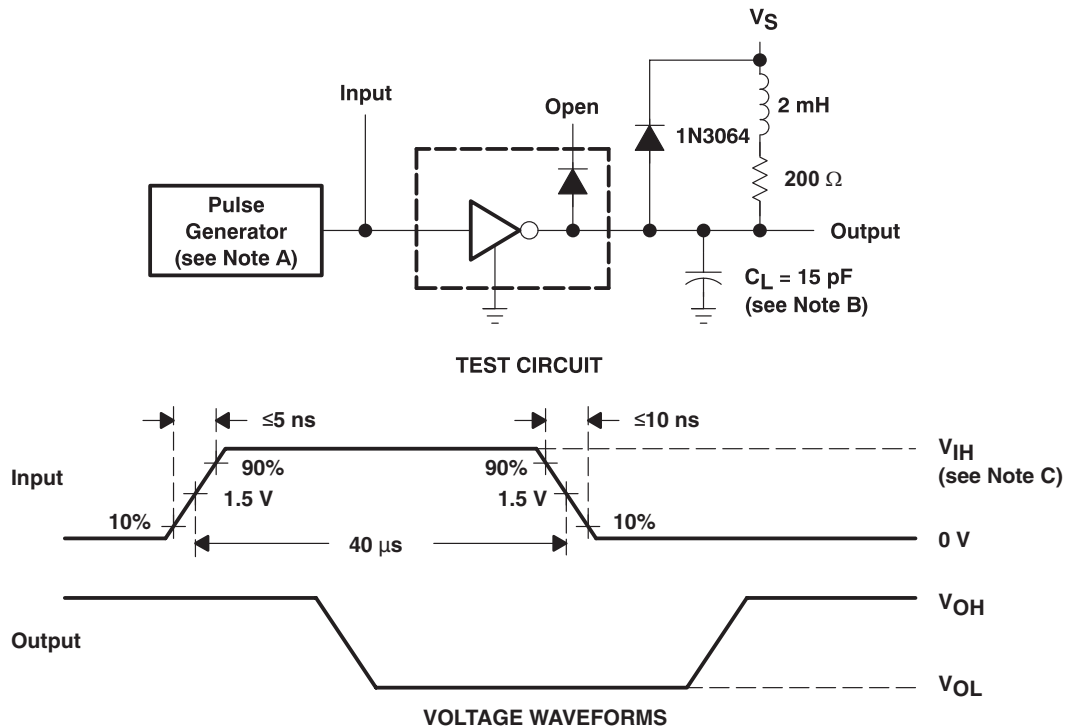 VS
Input
Open
2 mH
1N3064
200 Ω
Pulse
Generator
(see Note A)
Output
CL = 15 pF
(see Note B)
TEST CIRCUIT
≤5 ns
≤10 ns
Input
90%
90%
VIH
(see Note C)
1.5 V
1.5 V
10%
10%
40 μs
0 V
VOH
Output
VOL
VOLTAGE WAVEFORMS